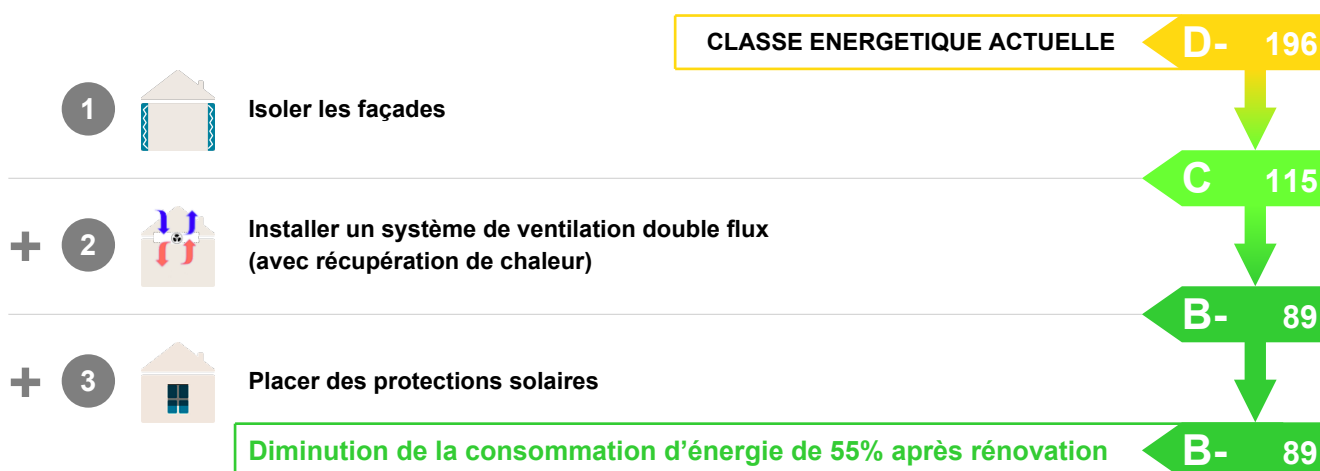 CLASSE ENERGETIQUE ACTUELLE D- 196
1 Isoler les façades
C 115
+ 2 Installer un système de ventilation double flux
(avec récupération de chaleur)
B- 89
+ 3 Placer des protections solaires
Diminution de la consommation d’énergie de 55% après rénovation B- 89